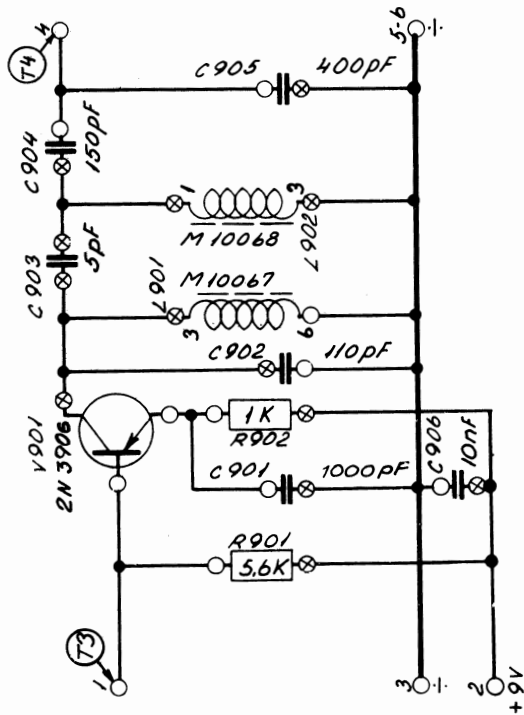 T4
4
C904
150pF
C905
400pF
5-6
C903
5pF
1
M10068
3
L902
L901
3
M10067
6
C902
110pF
V901
2N3906
1K
R902
C901
1000pF
C906
10nF
R901
5,6K
T3
1
3
2
+9V